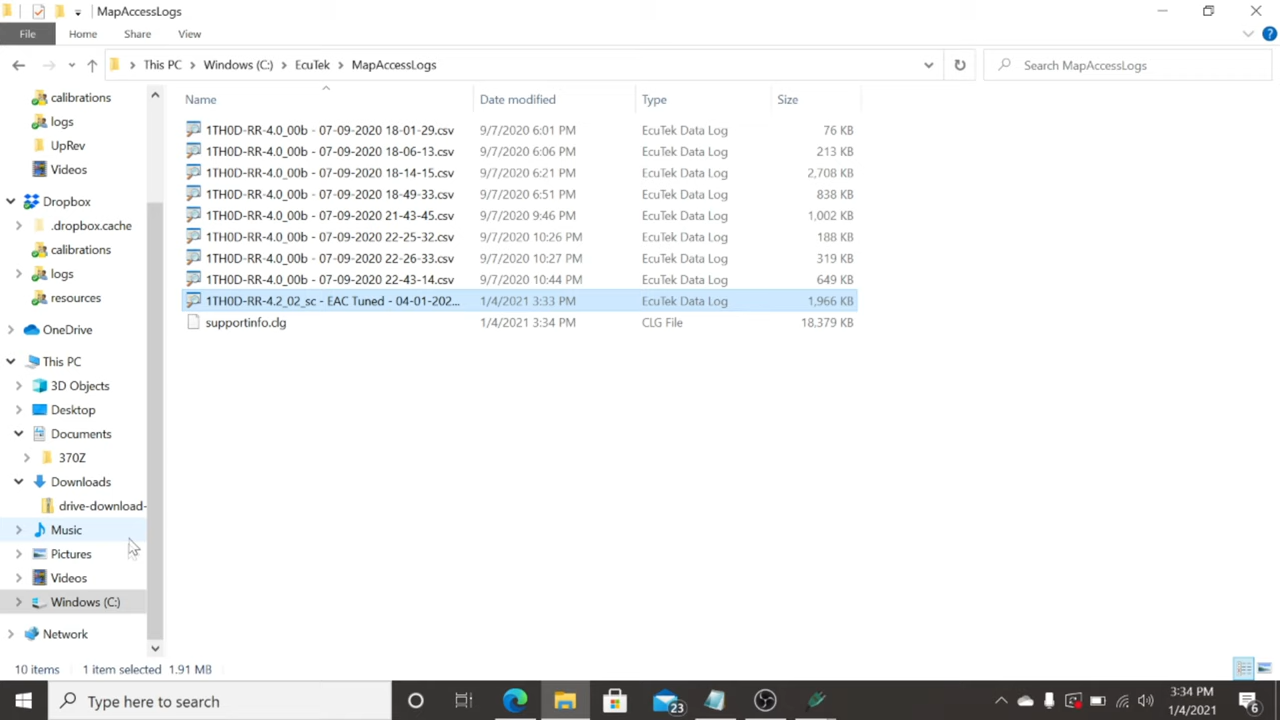 MapAccessLogs
File Home Share View
This PC Windows (C:) EcuTek MapAccessLogs Search MapAccessLogs
Name Date modified Type Size
calibrations
logs
UpRev
Videos
Dropbox
.dropbox.cache
calibrations
logs
resources
OneDrive
This PC
3D Objects
Desktop
Documents
370Z
Downloads
drive-download-
Music
Pictures
Videos
Windows (C:)
Network
1TH0D-RR-4.0_00b - 07-09-2020 18-01-29.csv 9/7/2020 6:01 PM EcuTek Data Log 76 KB
1TH0D-RR-4.0_00b - 07-09-2020 18-06-13.csv 9/7/2020 6:06 PM EcuTek Data Log 213 KB
1TH0D-RR-4.0_00b - 07-09-2020 18-14-15.csv 9/7/2020 6:21 PM EcuTek Data Log 2,708 KB
1TH0D-RR-4.0_00b - 07-09-2020 18-49-33.csv 9/7/2020 6:51 PM EcuTek Data Log 838 KB
1TH0D-RR-4.0_00b - 07-09-2020 21-43-45.csv 9/7/2020 9:46 PM EcuTek Data Log 1,002 KB
1TH0D-RR-4.0_00b - 07-09-2020 22-25-32.csv 9/7/2020 10:26 PM EcuTek Data Log 188 KB
1TH0D-RR-4.0_00b - 07-09-2020 22-26-33.csv 9/7/2020 10:27 PM EcuTek Data Log 319 KB
1TH0D-RR-4.0_00b - 07-09-2020 22-43-14.csv 9/7/2020 10:44 PM EcuTek Data Log 649 KB
1TH0D-RR-4.2_02_sc - EAC Tuned - 04-01-202... 1/4/2021 3:33 PM EcuTek Data Log 1,966 KB
supportinfo.clg 1/4/2021 3:34 PM CLG File 18,379 KB
10 items 1 item selected 1.91 MB
Type here to search 23 3:34 PM
1/4/2021 6